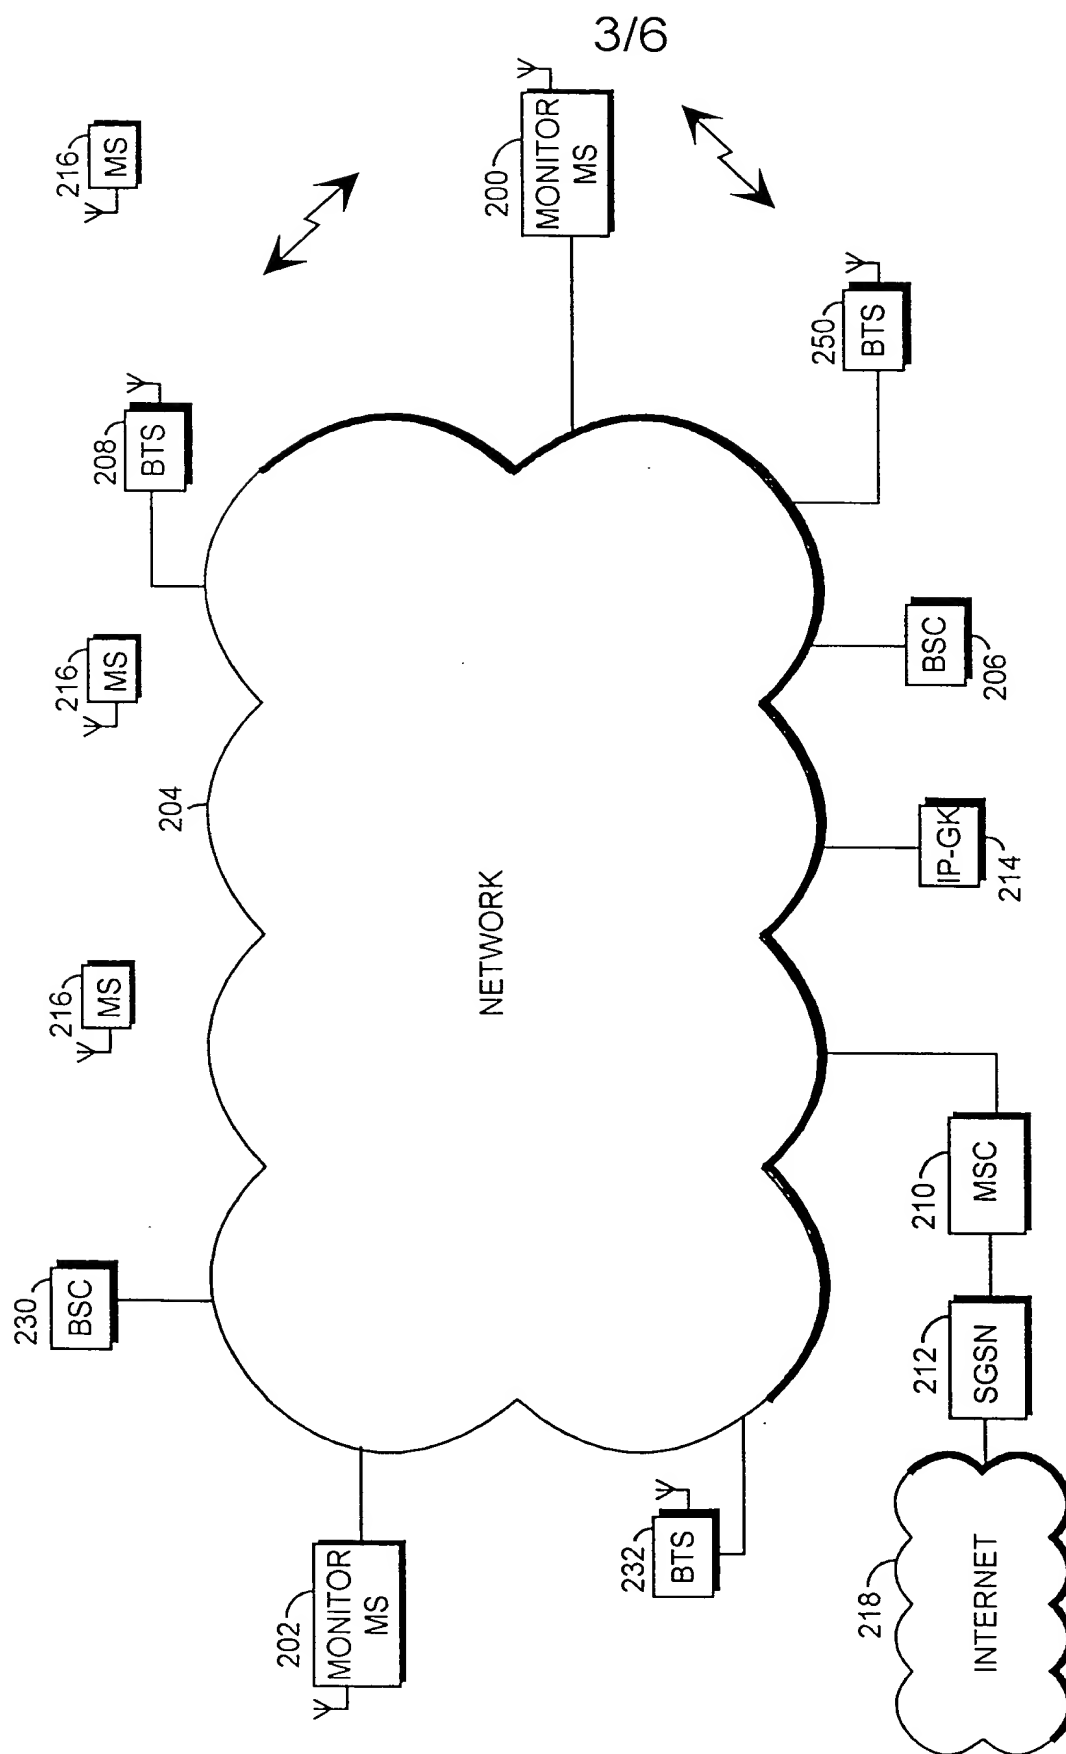 3/6
216
MS
200
MONITOR
MS
208
BTS
250
BTS
216
MS
204
BSC
206
NETWORK
IP-GK
214
216
MS
210
MSC
230
BSC
212
SGSN
202
MONITOR
MS
232
BTS
218
INTERNET